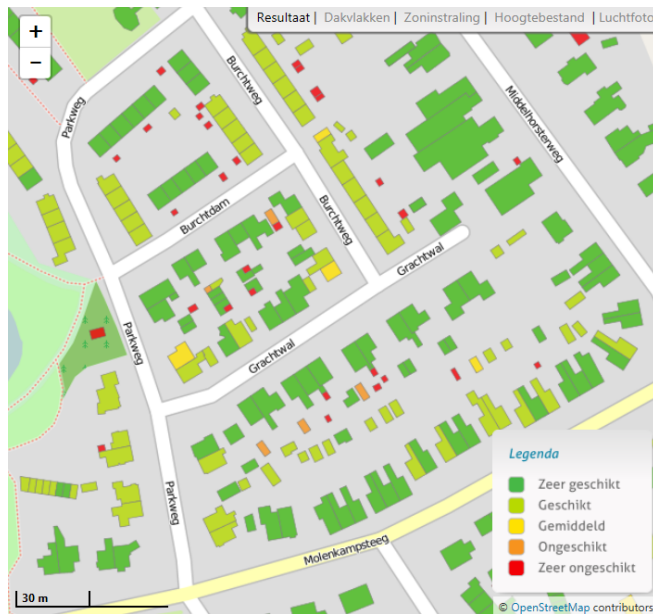 +
−
Resultaat | Dakvlakken | Zoninstraling | Hoogtebestand | Luchtfoto
Parkweg
Burchtweg
Middelhorsterweg
Burchtdam
Burchtweg
Grachtwal
Parkweg
Grachtwal
Parkweg
Molenkampsteeg
Legenda
Zeer geschikt
Geschikt
Gemiddeld
Ongeschikt
Zeer ongeschikt
30 m
© OpenStreetMap contributors